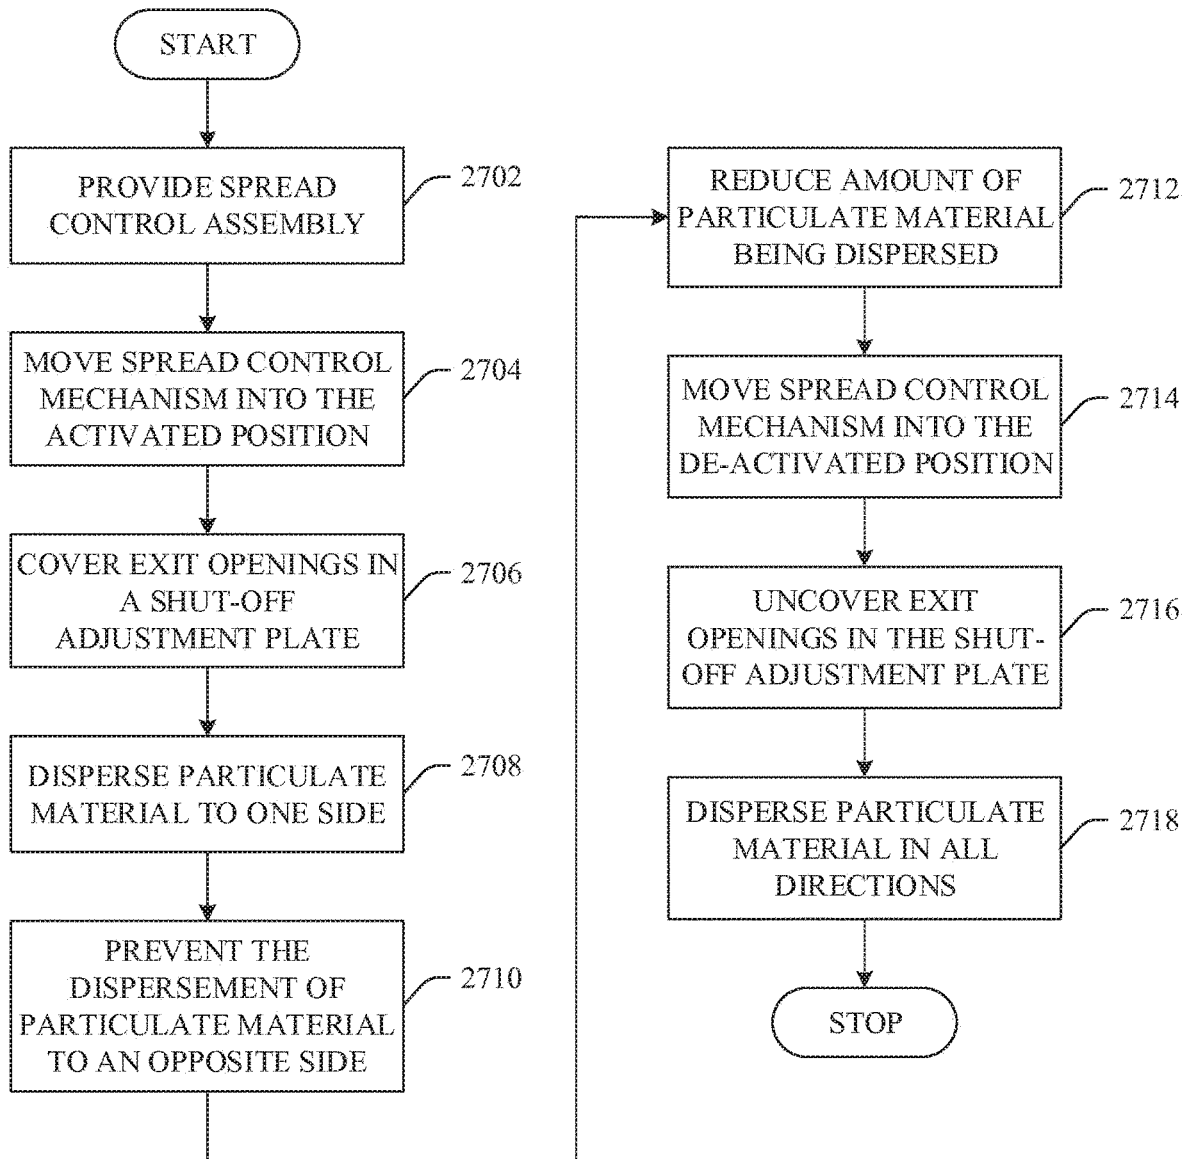 START
PROVIDE SPREAD
CONTROL ASSEMBLY
2702
MOVE SPREAD CONTROL
MECHANISM INTO THE
ACTIVATED POSITION
2704
COVER EXIT OPENINGS IN
A SHUT-OFF
ADJUSTMENT PLATE
2706
DISPERSE PARTICULATE
MATERIAL TO ONE SIDE
2708
PREVENT THE
DISPERSEMENT OF
PARTICULATE MATERIAL
TO AN OPPOSITE SIDE
2710
REDUCE AMOUNT OF
PARTICULATE MATERIAL
BEING DISPERSED
2712
MOVE SPREAD CONTROL
MECHANISM INTO THE
DE-ACTIVATED POSITION
2714
UNCOVER EXIT
OPENINGS IN THE SHUT-
OFF ADJUSTMENT PLATE
2716
DISPERSE PARTICULATE
MATERIAL IN ALL
DIRECTIONS
2718
STOP